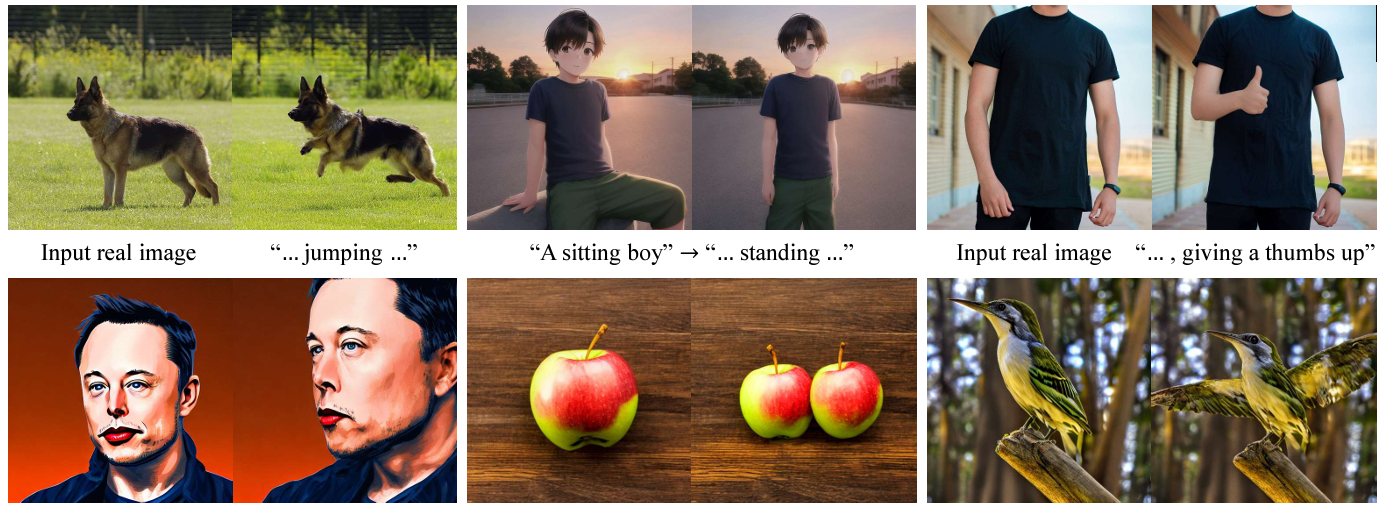 Input real image
“... jumping ...”
“A sitting boy” → “... standing ...”
Input real image
“... , giving a thumbs up”